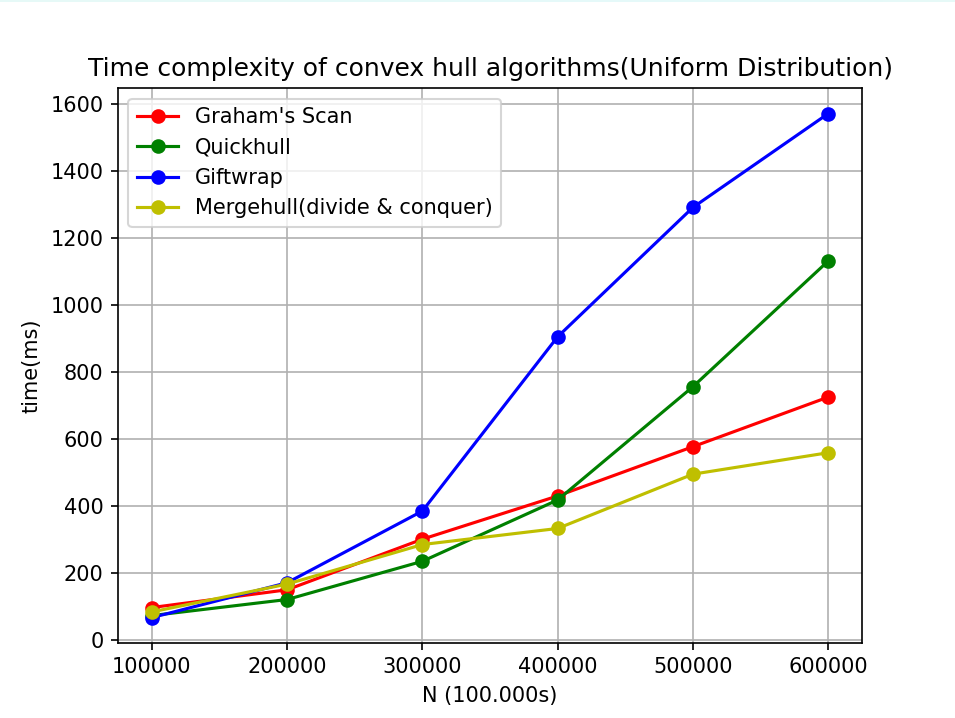 Time complexity of convex hull algorithms(Uniform Distribution)
1600
1400
1200
1000
800
600
400
200
0
time(ms)
Graham's Scan
Quickhull
Giftwrap
Mergehull(divide & conquer)
100000 200000 300000 400000 500000 600000
N (100.000s)